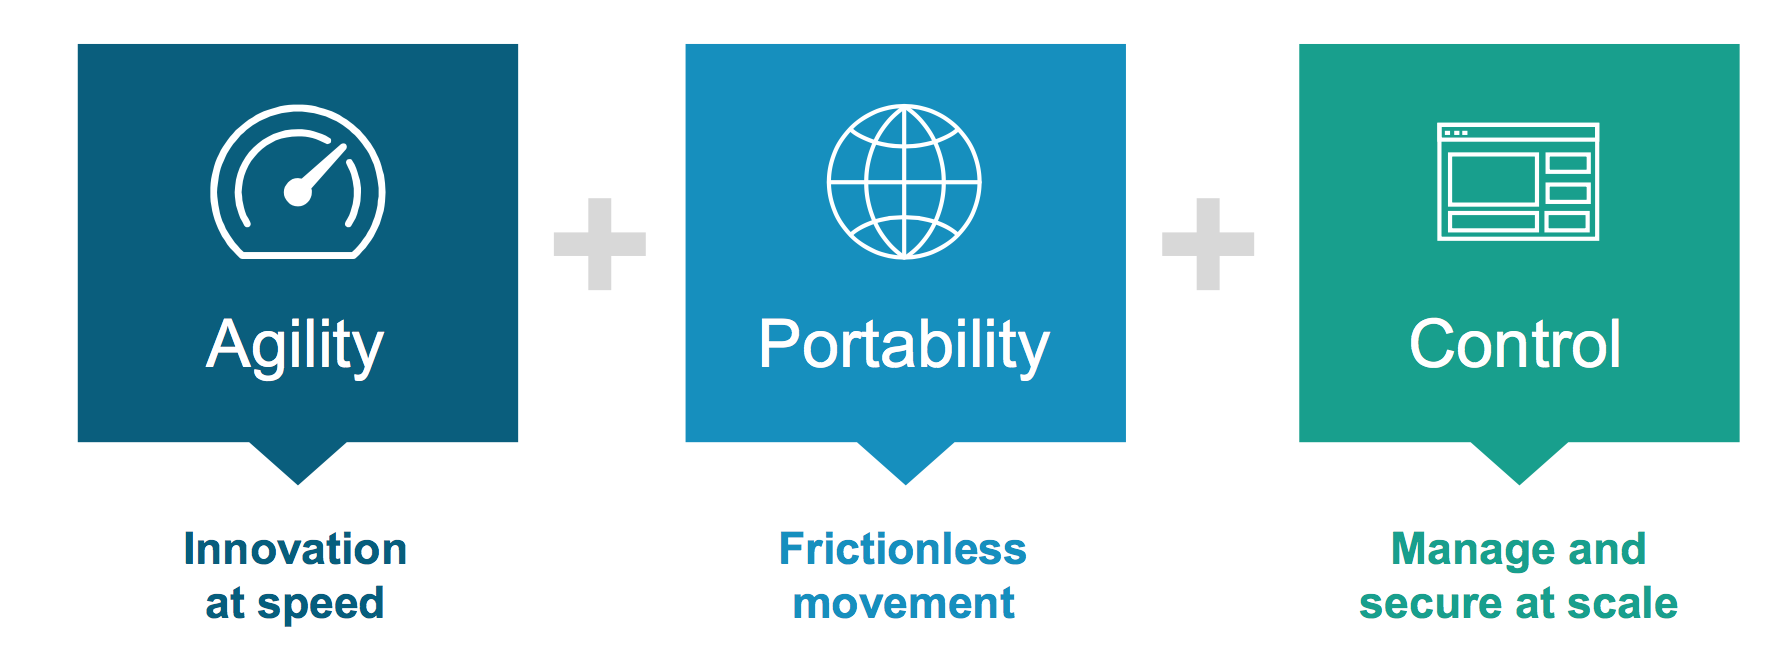 Agility
Portability
Control
Innovation
at speed
Frictionless
movement
Manage and
secure at scale